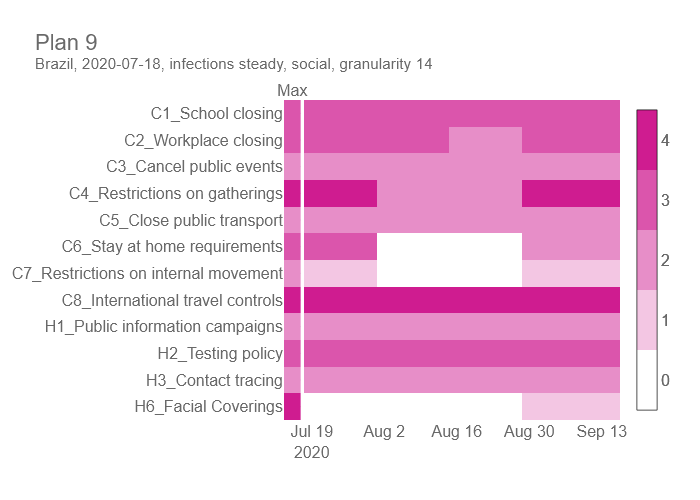 Plan 9
Brazil, 2020-07-18, infections steady, social, granularity 14
Max
C1_School closing
C2_Workplace closing
C3_Cancel public events
C4_Restrictions on gatherings
C5_Close public transport
C6_Stay at home requirements
C7_Restrictions on internal movement
C8_International travel controls
H1_Public information campaigns
H2_Testing policy
H3_Contact tracing
H6_Facial Coverings
Jul 19 Aug 2 Aug 16 Aug 30 Sep 13
2020
4
3
2
1
0